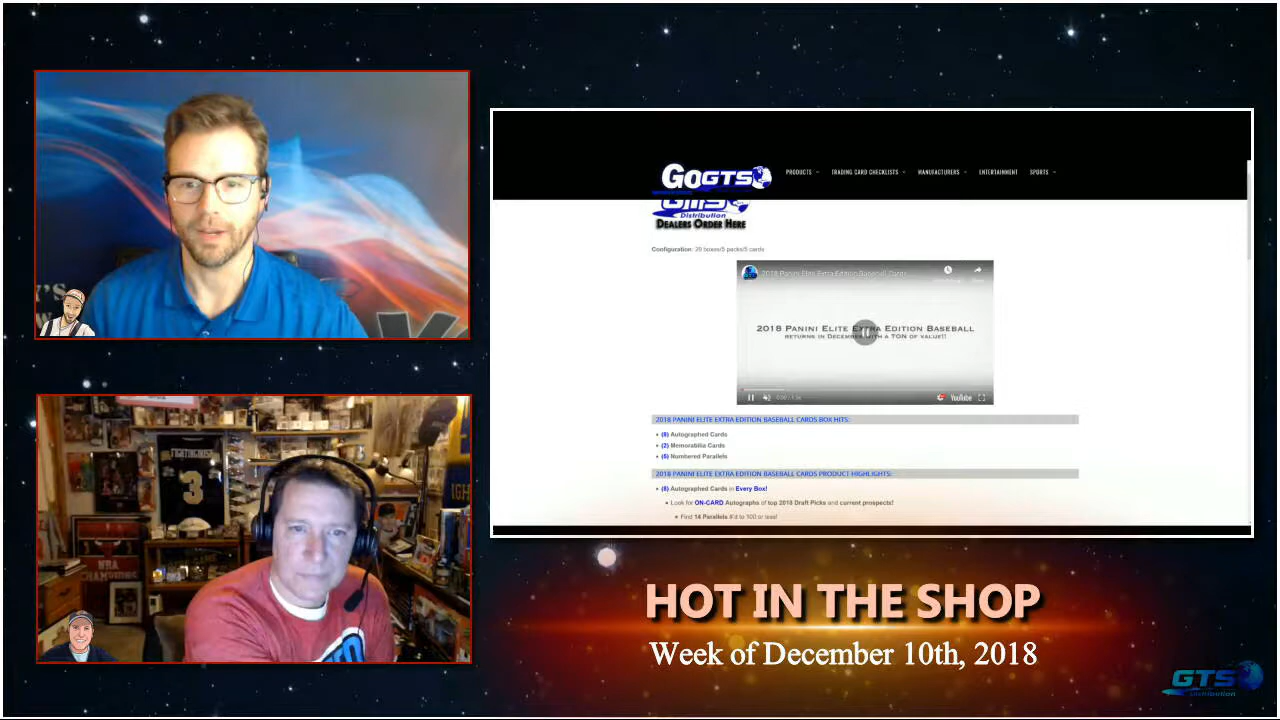 GOGTS
PRODUCTS
TRADING CARD CHECKLISTS
MANUFACTURERS
ENTERTAINMENT
SPORTS
Distribution
DEALERS ORDER HERE
Configuration: 20 boxes/5 packs/5 cards
2018 Panini Elite Extra Edition Baseball Cards
2018 PANINI ELITE EXTRA EDITION BASEBALL
RETURNS IN DECEMBER WITH A TON OF VALUE!!
YouTube
2018 PANINI ELITE EXTRA EDITION BASEBALL CARDS BOX HITS:
(8) Autographed Cards
(2) Memorabilia Cards
(5) Numbered Parallels
2018 PANINI ELITE EXTRA EDITION BASEBALL CARDS PRODUCT HIGHLIGHTS:
(8) Autographed Cards in Every Box!
Look for ON-CARD Autographs of top 2018 Draft Picks and current prospects!
Find 14 Parallels #'d to 100 or less!
3
CHAMPIONS
HOT IN THE SHOP
Week of December 10th, 2018
GTS
Distribution